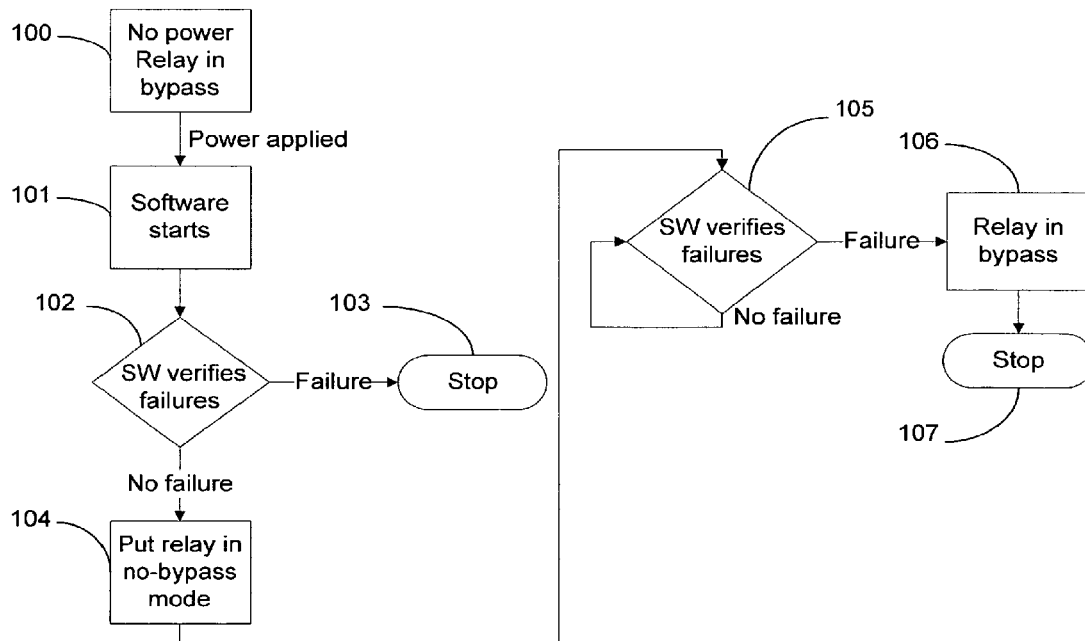 100
No power
Relay in
bypass
Power applied
101
Software
starts
102
SW verifies
failures
Failure
103
Stop
No failure
104
Put relay in
no-bypass
mode
105
SW verifies
failures
No failure
Failure
106
Relay in
bypass
Stop
107